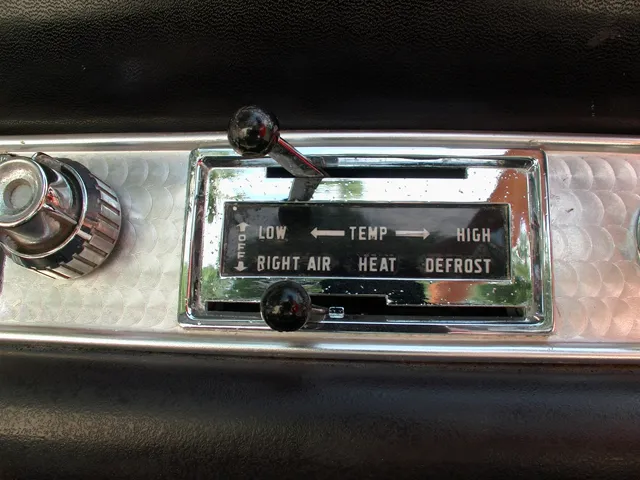 OFF
LOW TEMP HIGH
RIGHT AIR HEAT DEFROST